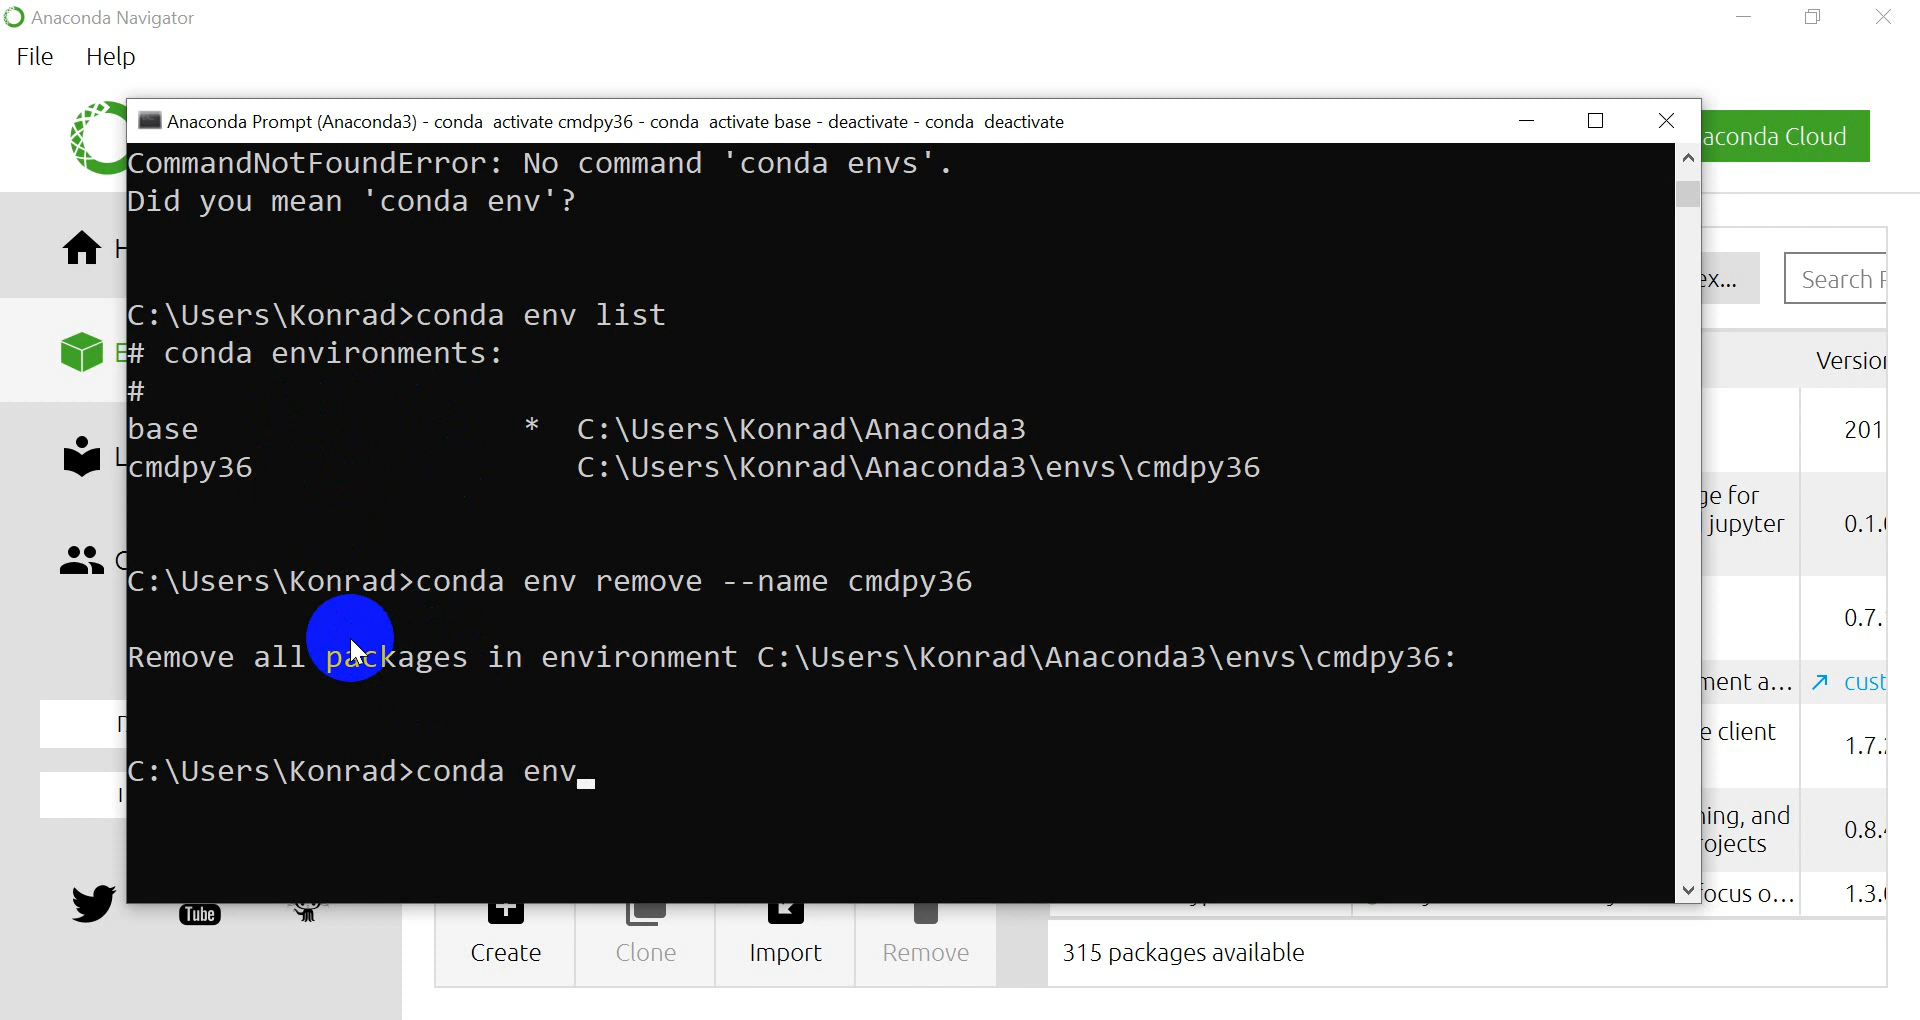 Anaconda Navigator
File Help
Anaconda Prompt (Anaconda3) - conda  activate cmdpy36 - conda  activate base - deactivate - conda  deactivate
aconda Cloud
CommandNotFoundError: No command 'conda envs'.
Did you mean 'conda env'?
ex...
Search
C:\Users\Konrad>conda env list
# conda environments:
#
base * C:\Users\Konrad\Anaconda3
cmdpy36 C:\Users\Konrad\Anaconda3\envs\cmdpy36
C:\Users\Konrad>conda env remove --name cmdpy36
Remove all packages in environment C:\Users\Konrad\Anaconda3\envs\cmdpy36:
C:\Users\Konrad>conda env_
Version
201
ge for
jupyter
0.1.
0.7.
ment a...
cust
e client
1.7.
ning, and
rojects
0.8.
focus o...
1.3.
Tube
Create
Clone
Import
Remove
315 packages available